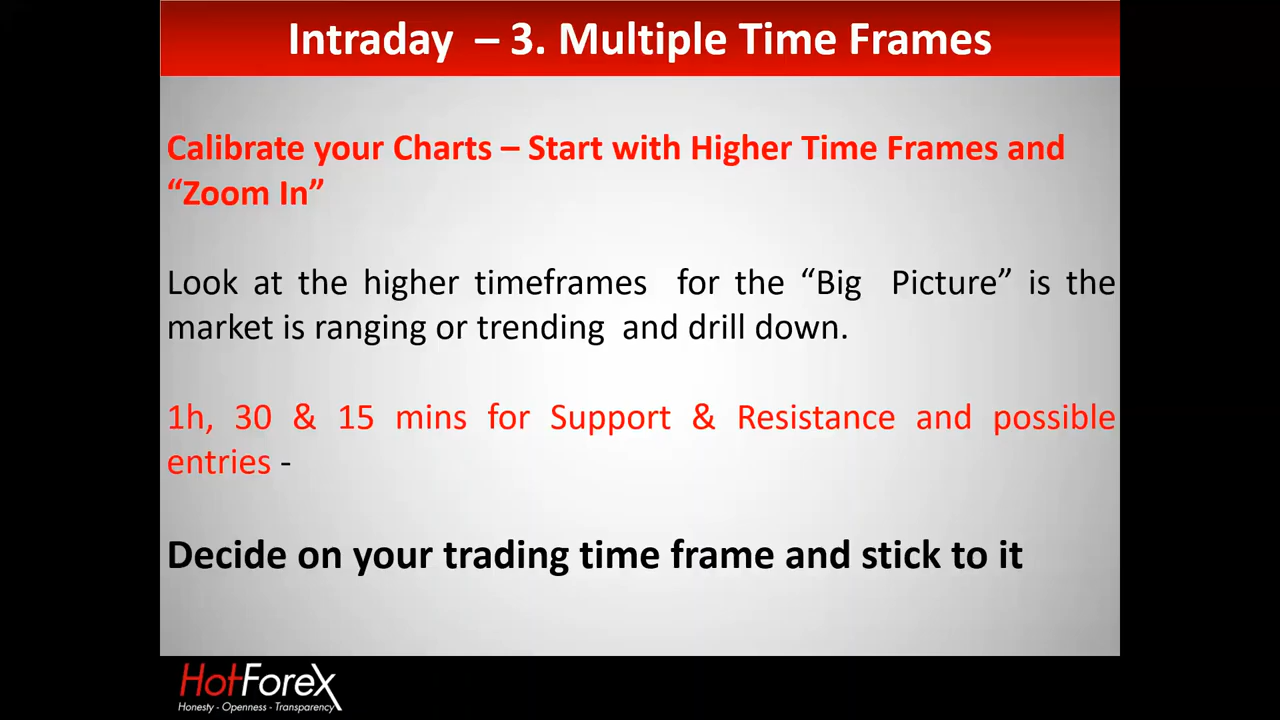 Intraday – 3. Multiple Time Frames
Calibrate your Charts – Start with Higher Time Frames and
“Zoom In”
Look at the higher timeframes for the “Big Picture” is the
market is ranging or trending and drill down.
1h, 30 & 15 mins for Support & Resistance and possible
entries -
Decide on your trading time frame and stick to it
HotForex
Honesty - Openness - Transparency